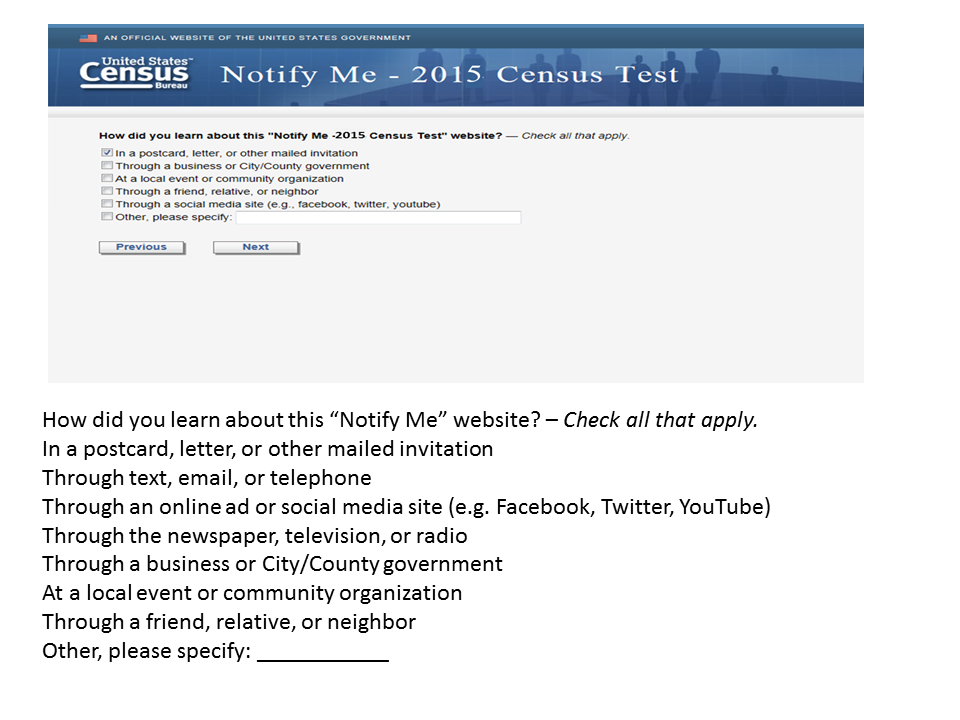 AN OFFICIAL WEBSITE OF THE UNITED STATES GOVERNMENT
United States™
Census
Bureau
Notify Me - 2015 Census Test
How did you learn about this "Notify Me -2015 Census Test" website? — Check all that apply.
In a postcard, letter, or other mailed invitation
Through a business or City/County government
At a local event or community organization
Through a friend, relative, or neighbor
Through a social media site (e.g., facebook, twitter, youtube)
Other, please specify:
Previous Next
How did you learn about this “Notify Me” website? – Check all that apply.
In a postcard, letter, or other mailed invitation
Through text, email, or telephone
Through an online ad or social media site (e.g. Facebook, Twitter, YouTube)
Through the newspaper, television, or radio
Through a business or City/County government
At a local event or community organization
Through a friend, relative, or neighbor
Other, please specify: ___________